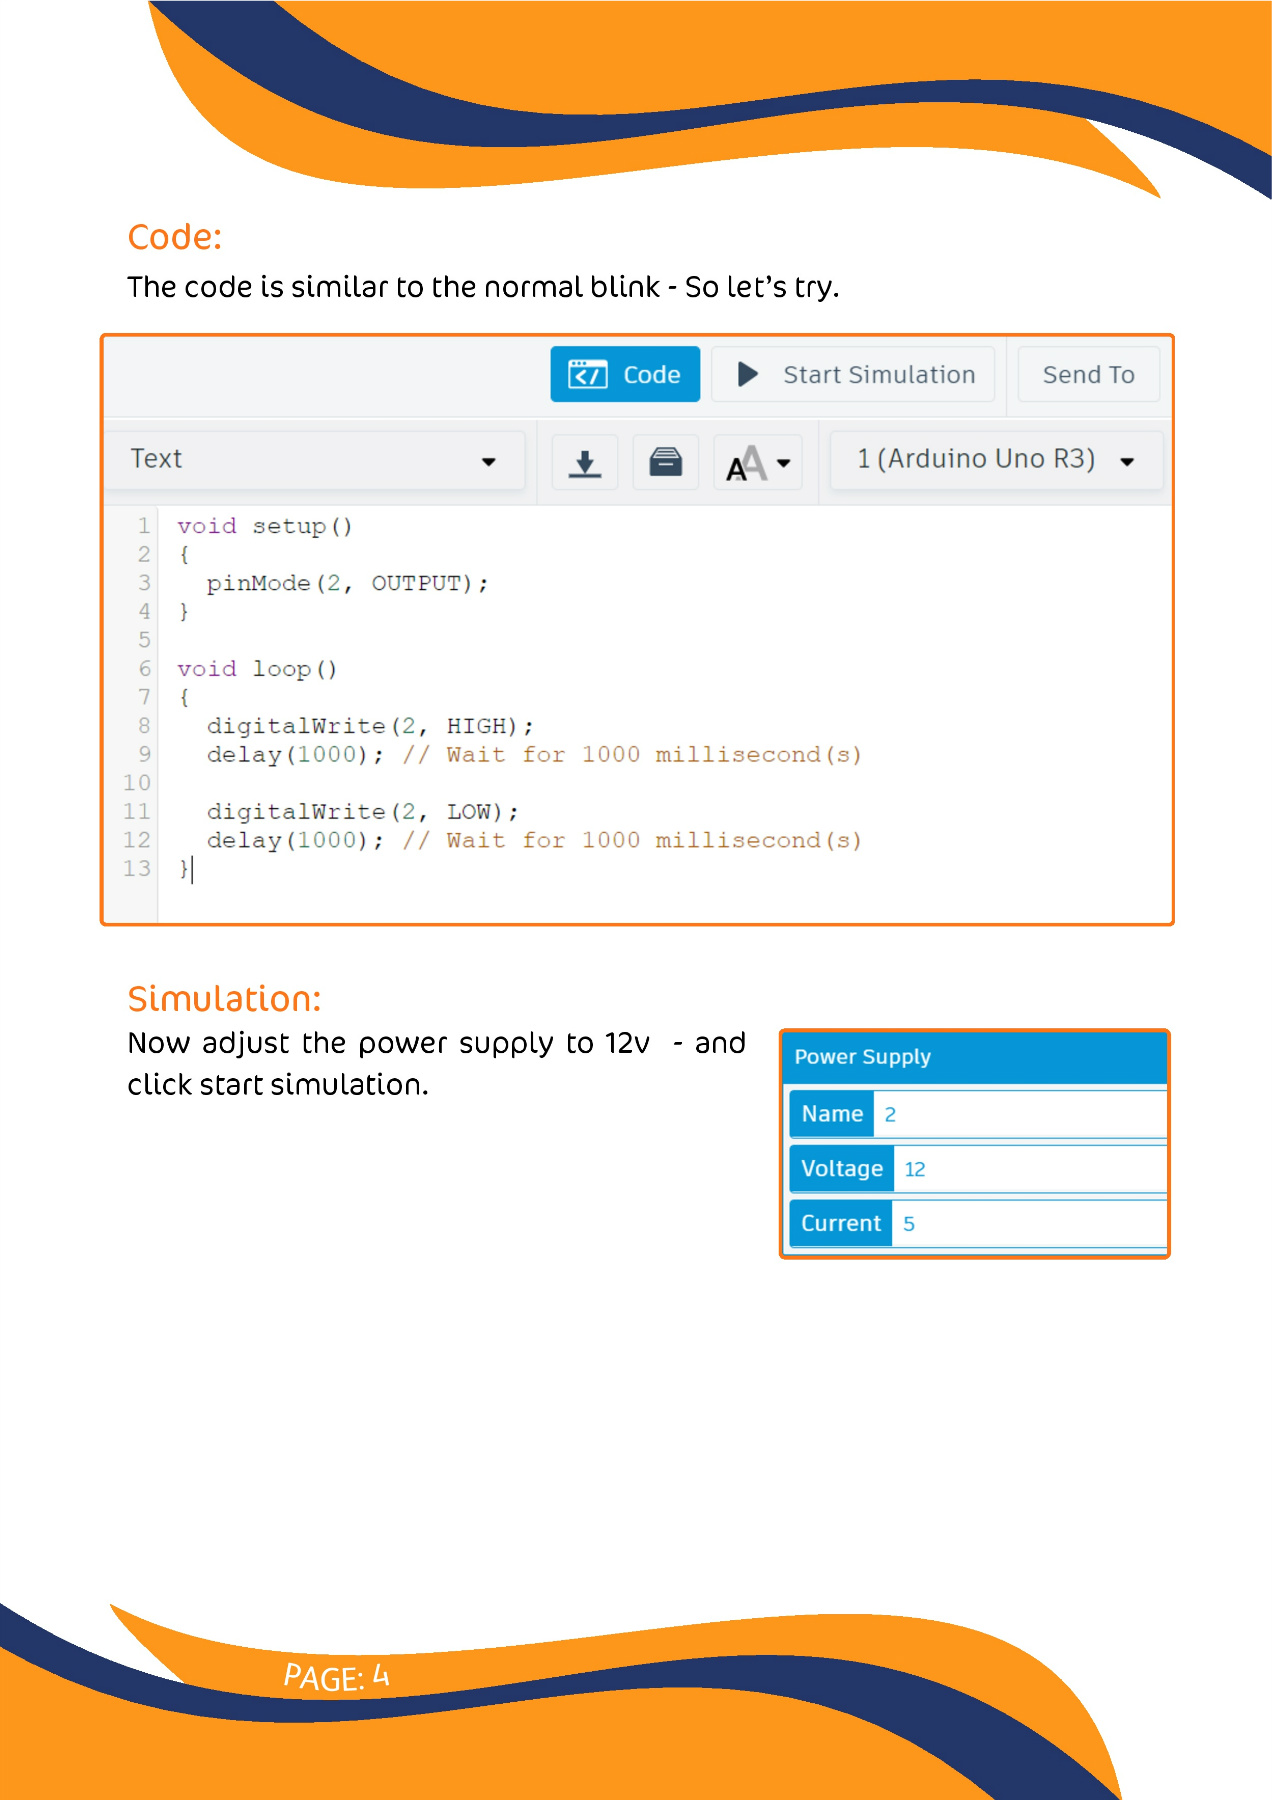 Code:
The code is similar to the normal blink - So let's try.
Code
Start Simulation
Send To
Text
1 (Arduino Uno R3)
1 void setup()
2 {
3   pinMode(2, OUTPUT);
4 }
5
6 void loop()
7 {
8   digitalWrite(2, HIGH);
9   delay(1000); // Wait for 1000 millisecond(s)
10
11   digitalWrite(2, LOW);
12   delay(1000); // Wait for 1000 millisecond(s)
13 }
Simulation:
Now adjust the power supply to 12v - and
click start simulation.
Power Supply
Name 2
Voltage 12
Current 5
PAGE: 4